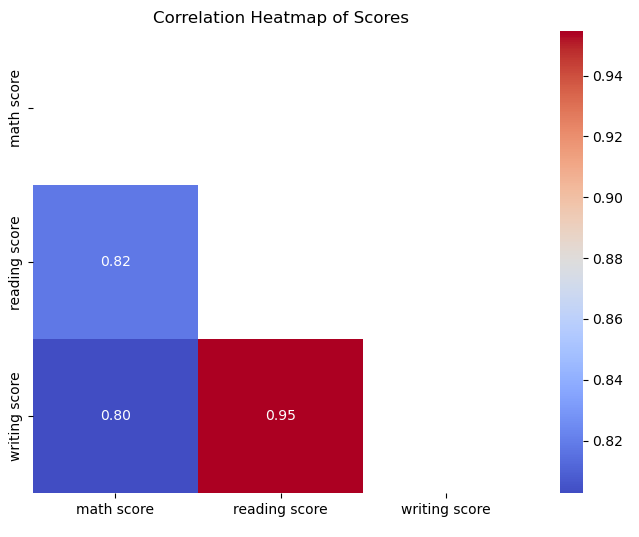 Correlation Heatmap of Scores
math score
reading score
writing score
0.82
0.80
0.95
math score
reading score
writing score
0.94
0.92
0.90
0.88
0.86
0.84
0.82